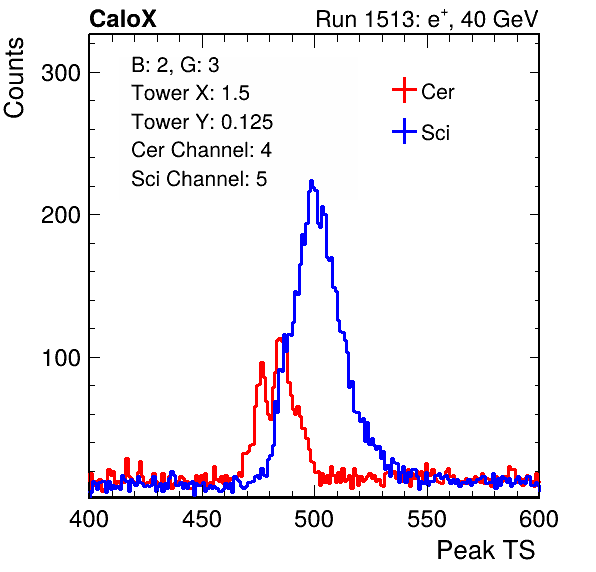 CaloX Run 1513: e⁺, 40 GeV
Counts
B: 2, G: 3
Tower X: 1.5
Tower Y: 0.125
Cer Channel: 4
Sci Channel: 5
Cer
Sci
300
200
100
400 450 500 550 600
Peak TS